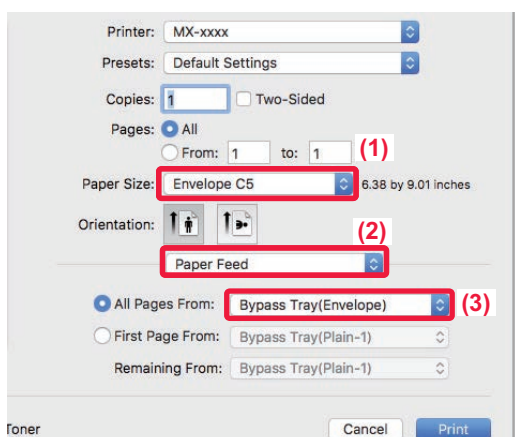 Printer: MX-xxxx
Presets: Default Settings
Copies: 1 Two-Sided
Pages: All
From: 1 to: 1 (1)
Paper Size: Envelope C5 6.38 by 9.01 inches
Orientation:
(2)
Paper Feed
All Pages From: Bypass Tray(Envelope) (3)
First Page From: Bypass Tray(Plain-1)
Remaining From: Bypass Tray(Plain-1)
Toner Cancel Print